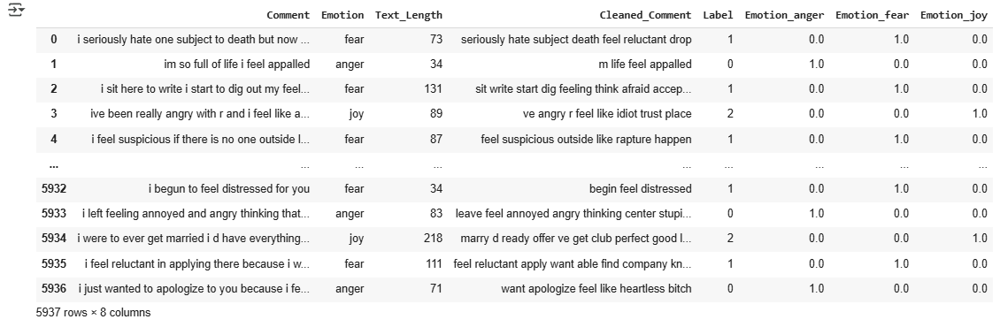 Comment Emotion Text_Length Cleaned_Comment Label Emotion_anger Emotion_fear Emotion_joy
0 i seriously hate one subject to death but now ... fear 73 seriously hate subject death feel reluctant drop 1 0.0 1.0 0.0
1 im so full of life i feel appalled anger 34 m life feel appalled 0 1.0 0.0 0.0
2 i sit here to write i start to dig out my feel... fear 131 sit write start dig feeling think afraid accep... 1 0.0 1.0 0.0
3 ive been really angry with r and i feel like a... joy 89 ve angry r feel like idiot trust place 2 0.0 0.0 1.0
4 i feel suspicious if there is no one outside l... fear 87 feel suspicious outside like rapture happen 1 0.0 1.0 0.0
... ... ... ... ... ... ... ... ...
5932 i begun to feel distressed for you fear 34 begin feel distressed 1 0.0 1.0 0.0
5933 i left feeling annoyed and angry thinking that... anger 83 leave feel annoyed angry thinking center stupi... 0 1.0 0.0 0.0
5934 i were to ever get married i d have everything... joy 218 marry d ready offer ve get club perfect good l... 2 0.0 0.0 1.0
5935 i feel reluctant in applying there because i w... fear 111 feel reluctant apply want able find company kn... 1 0.0 1.0 0.0
5936 i just wanted to apologize to you because i fe... anger 71 want apologize feel like heartless bitch 0 1.0 0.0 0.0
5937 rows × 8 columns